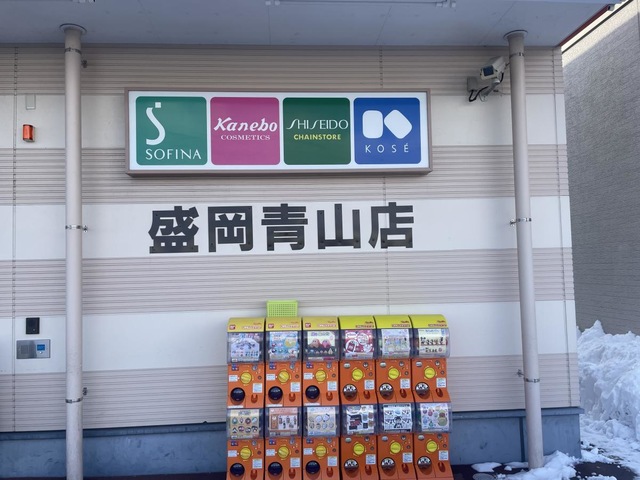 SOFINA
Kanebo
COSMETICS
SHISEIDO
CHAINSTORE
KOSÉ
盛岡青山店